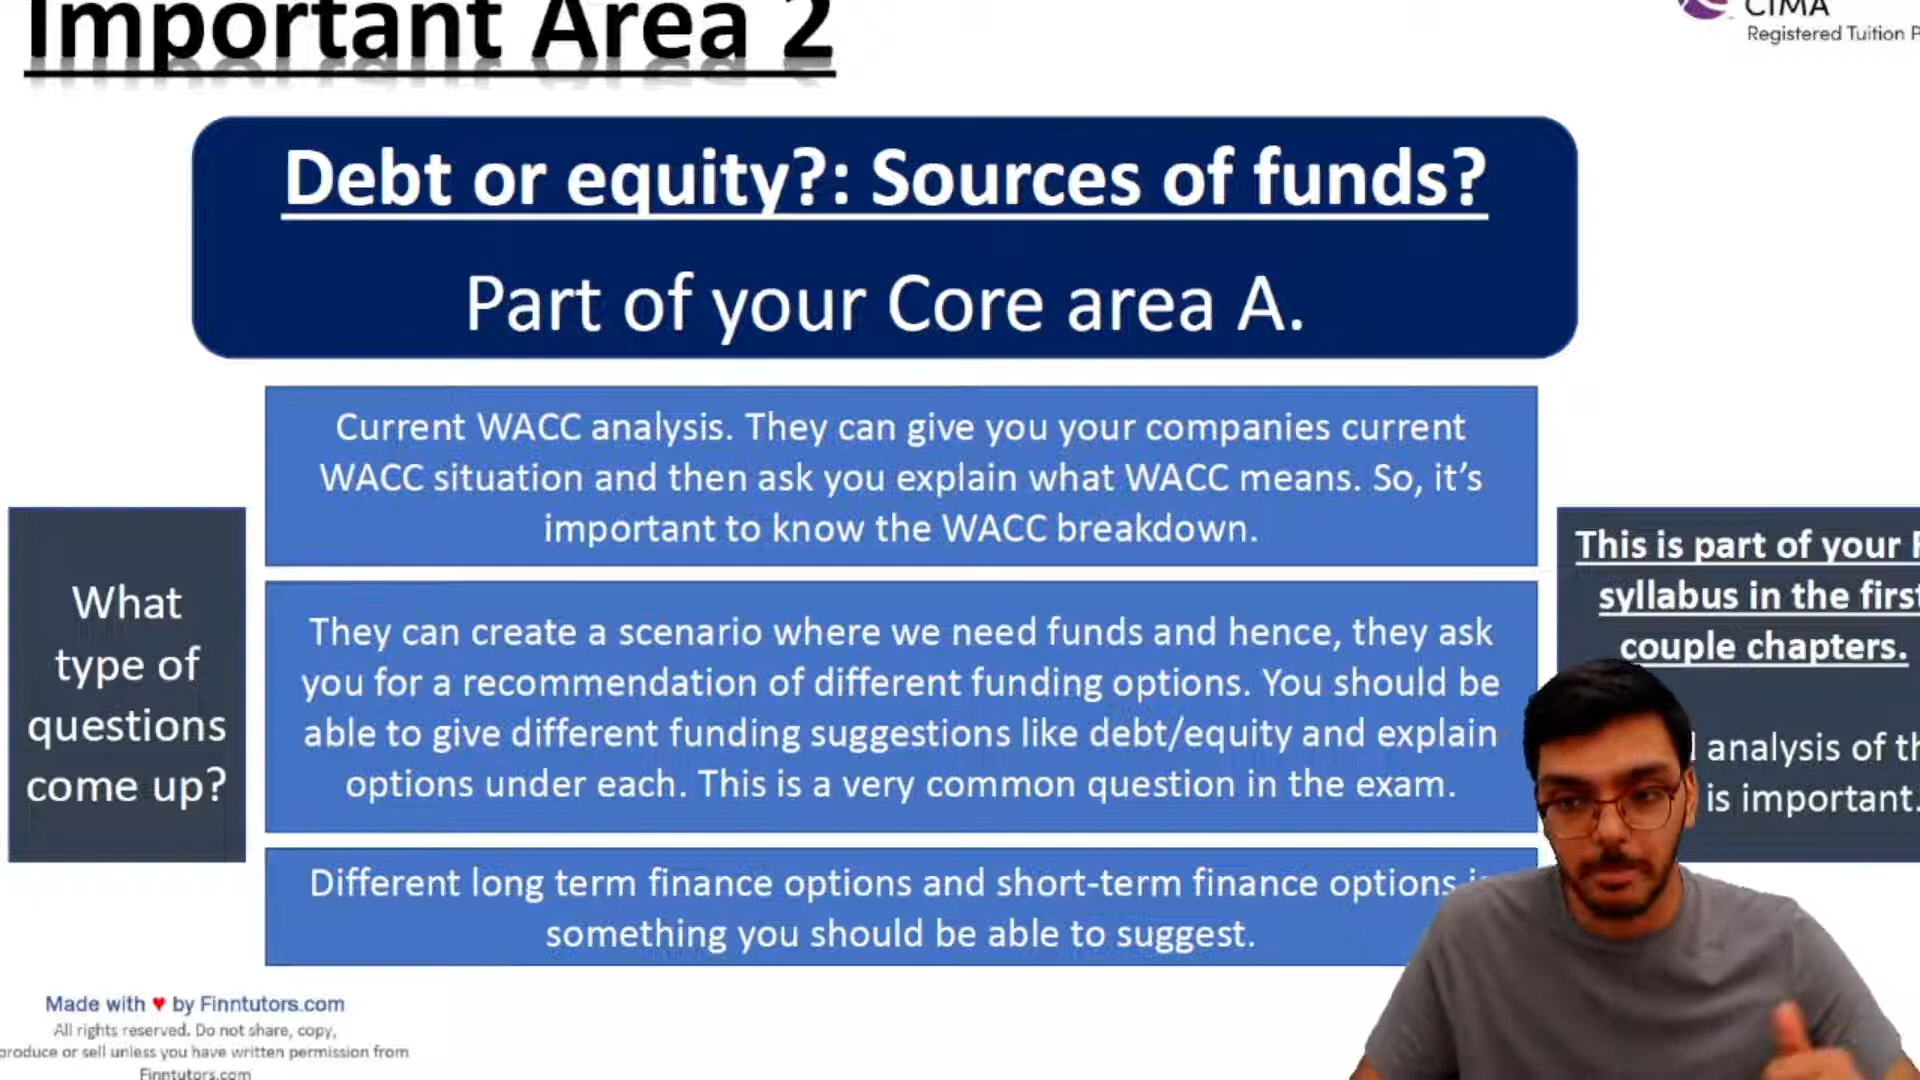 Important Area 2
CIMA
Registered Tuition
Debt or equity?: Sources of funds?
Part of your Core area A.
What
type of
questions
come up?
Current WACC analysis. They can give you your companies current
WACC situation and then ask you explain what WACC means. So, it's
important to know the WACC breakdown.
They can create a scenario where we need funds and hence, they ask
you for a recommendation of different funding options. You should be
able to give different funding suggestions like debt/equity and explain
options under each. This is a very common question in the exam.
Different long term finance options and short-term finance options
something you should be able to suggest.
This is part of your
syllabus in the first
couple chapters.
analysis of
is important.
Made with ♥ by Finntutors.com
All rights reserved. Do not share, copy,
produce or sell unless you have written permission from
Finntutors.com